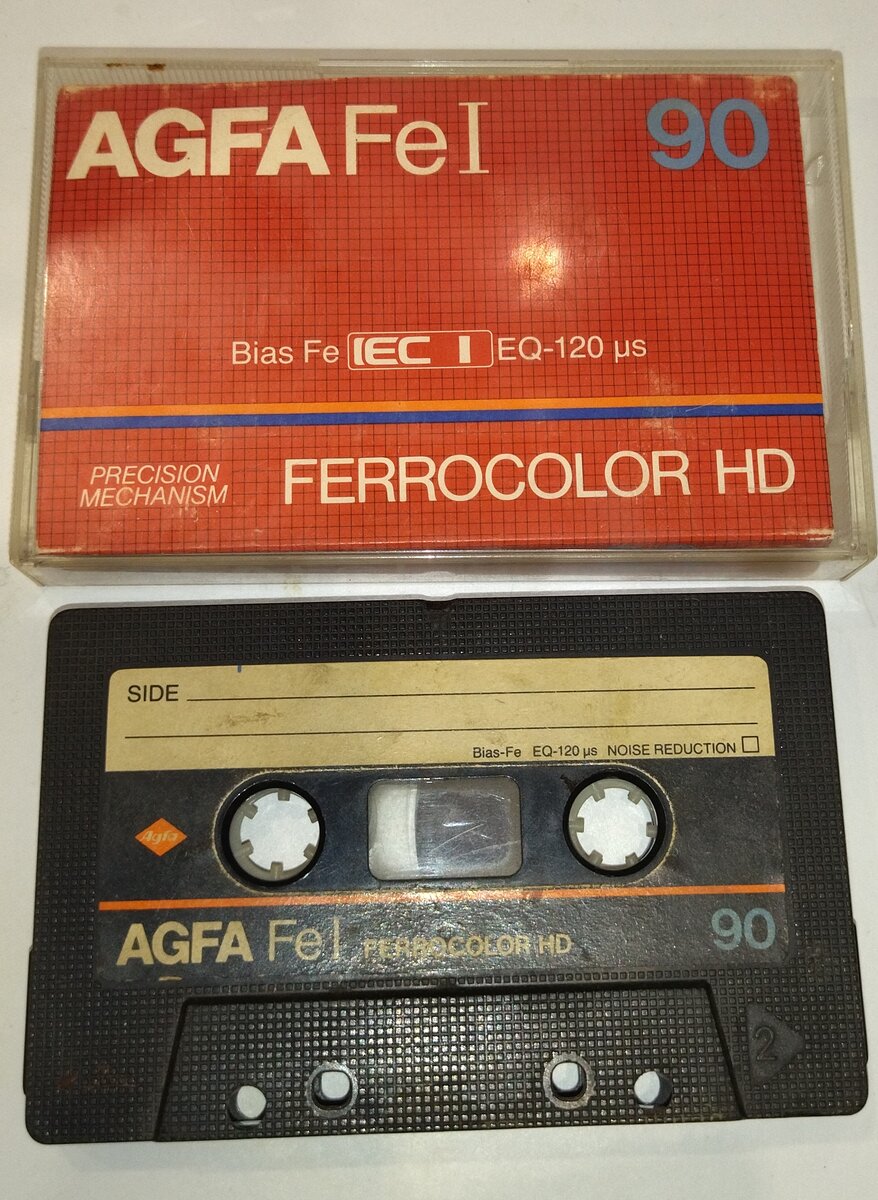 AGFA Fe I 90
Bias Fe IEC I EQ-120 µs
PRECISION
MECHANISM
FERROCOLOR HD
SIDE
Bias-Fe EQ-120 µs NOISE REDUCTION
Agfa
AGFA Fe I FERROCOLOR HD 90
2